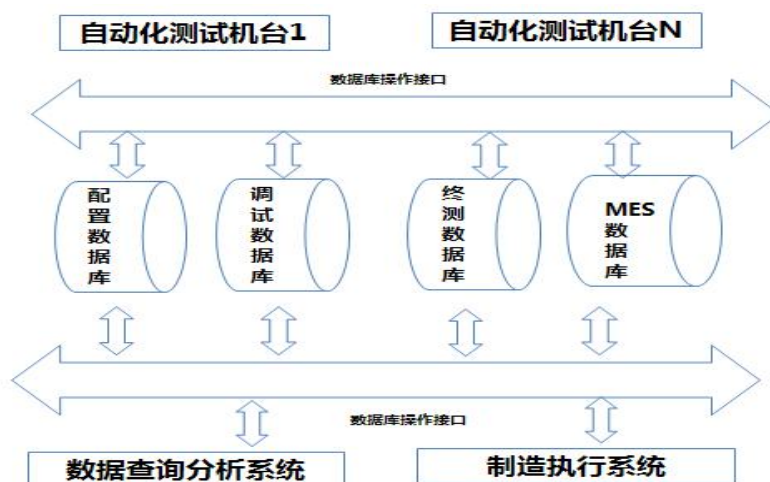 自动化测试机台1
自动化测试机台N
数据库操作接口
配置数据库
调试数据库
终测数据库
MES数据库
数据库操作接口
数据查询分析系统
制造执行系统